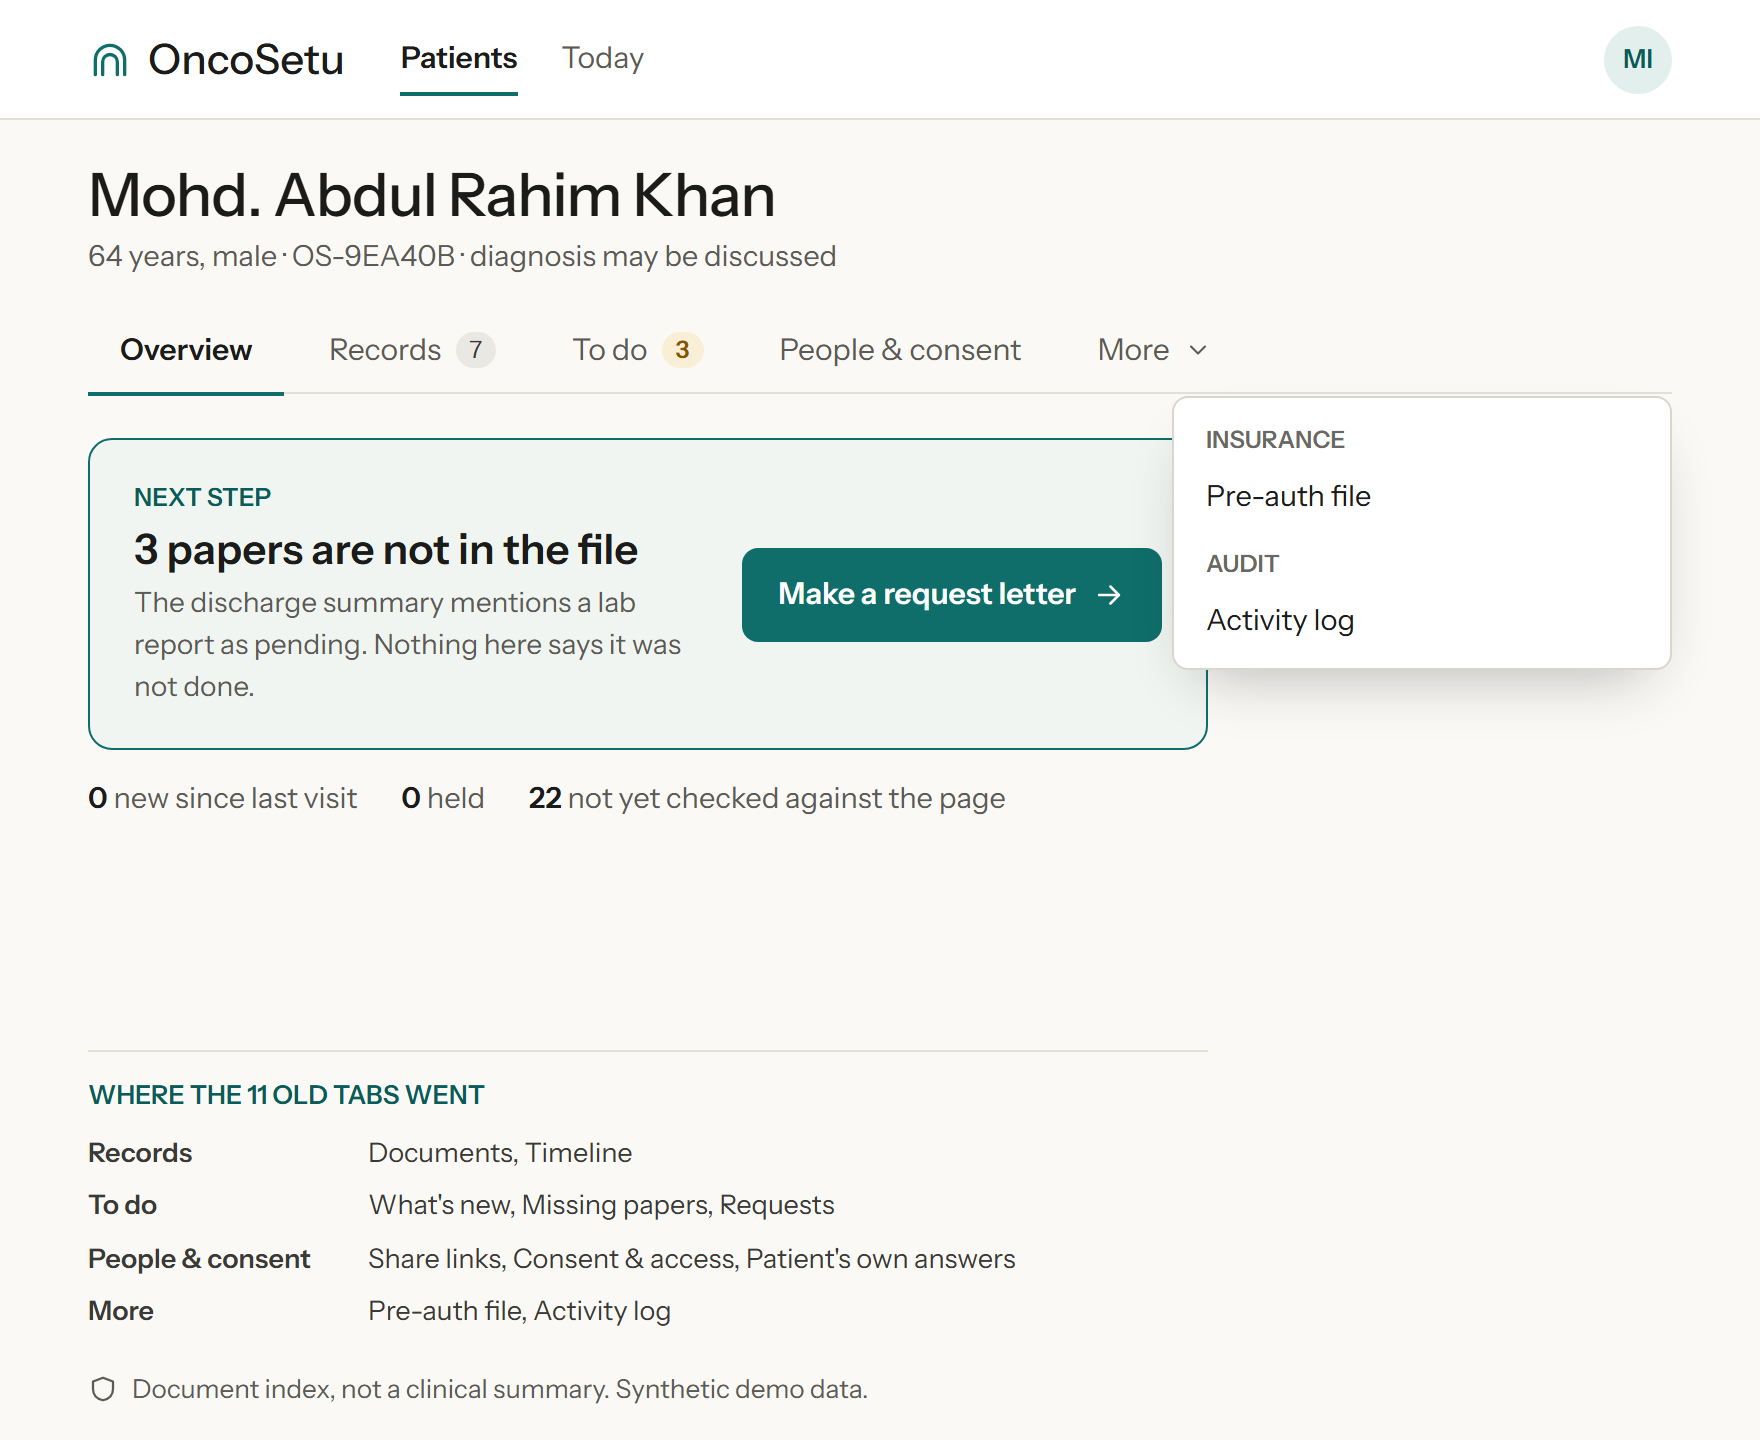 OncoSetu
Patients
Today
MI
Mohd. Abdul Rahim Khan
64 years, male · OS-9EA40B · diagnosis may be discussed
Overview
Records 7
To do 3
People & consent
More
INSURANCE
Pre-auth file
AUDIT
Activity log
NEXT STEP
3 papers are not in the file
The discharge summary mentions a lab
report as pending. Nothing here says it was
not done.
Make a request letter →
0 new since last visit
0 held
22 not yet checked against the page
WHERE THE 11 OLD TABS WENT
Records Documents, Timeline
To do What's new, Missing papers, Requests
People & consent Share links, Consent & access, Patient's own answers
More Pre-auth file, Activity log
Document index, not a clinical summary. Synthetic demo data.